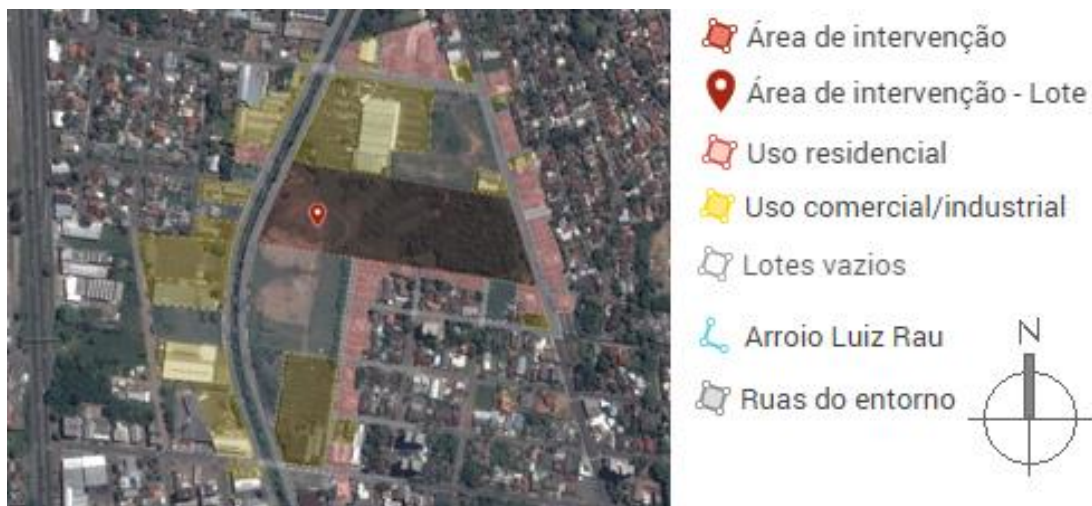 Área de intervenção
Área de intervenção - Lote
Uso residencial
Uso comercial/industrial
Lotes vazios
Arroio Luiz Rau
Ruas do entorno
N